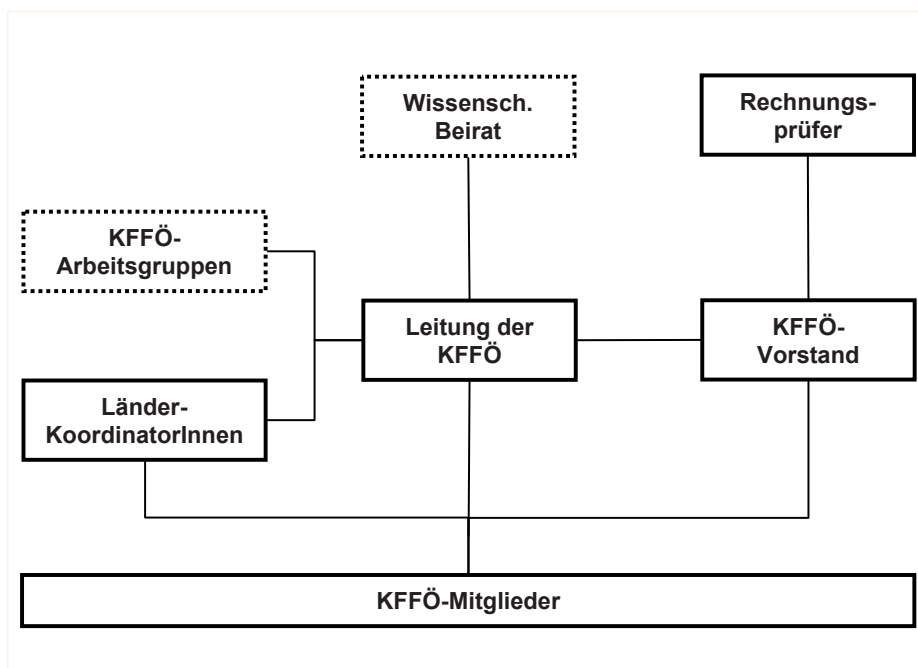 Wissensch.
Beirat
Rechnungs-
prüfer
KFFÖ-
Arbeitsgruppen
Leitung der
KFFÖ
KFFÖ-
Vorstand
Länder-
KoordinatorInnen
KFFÖ-Mitglieder